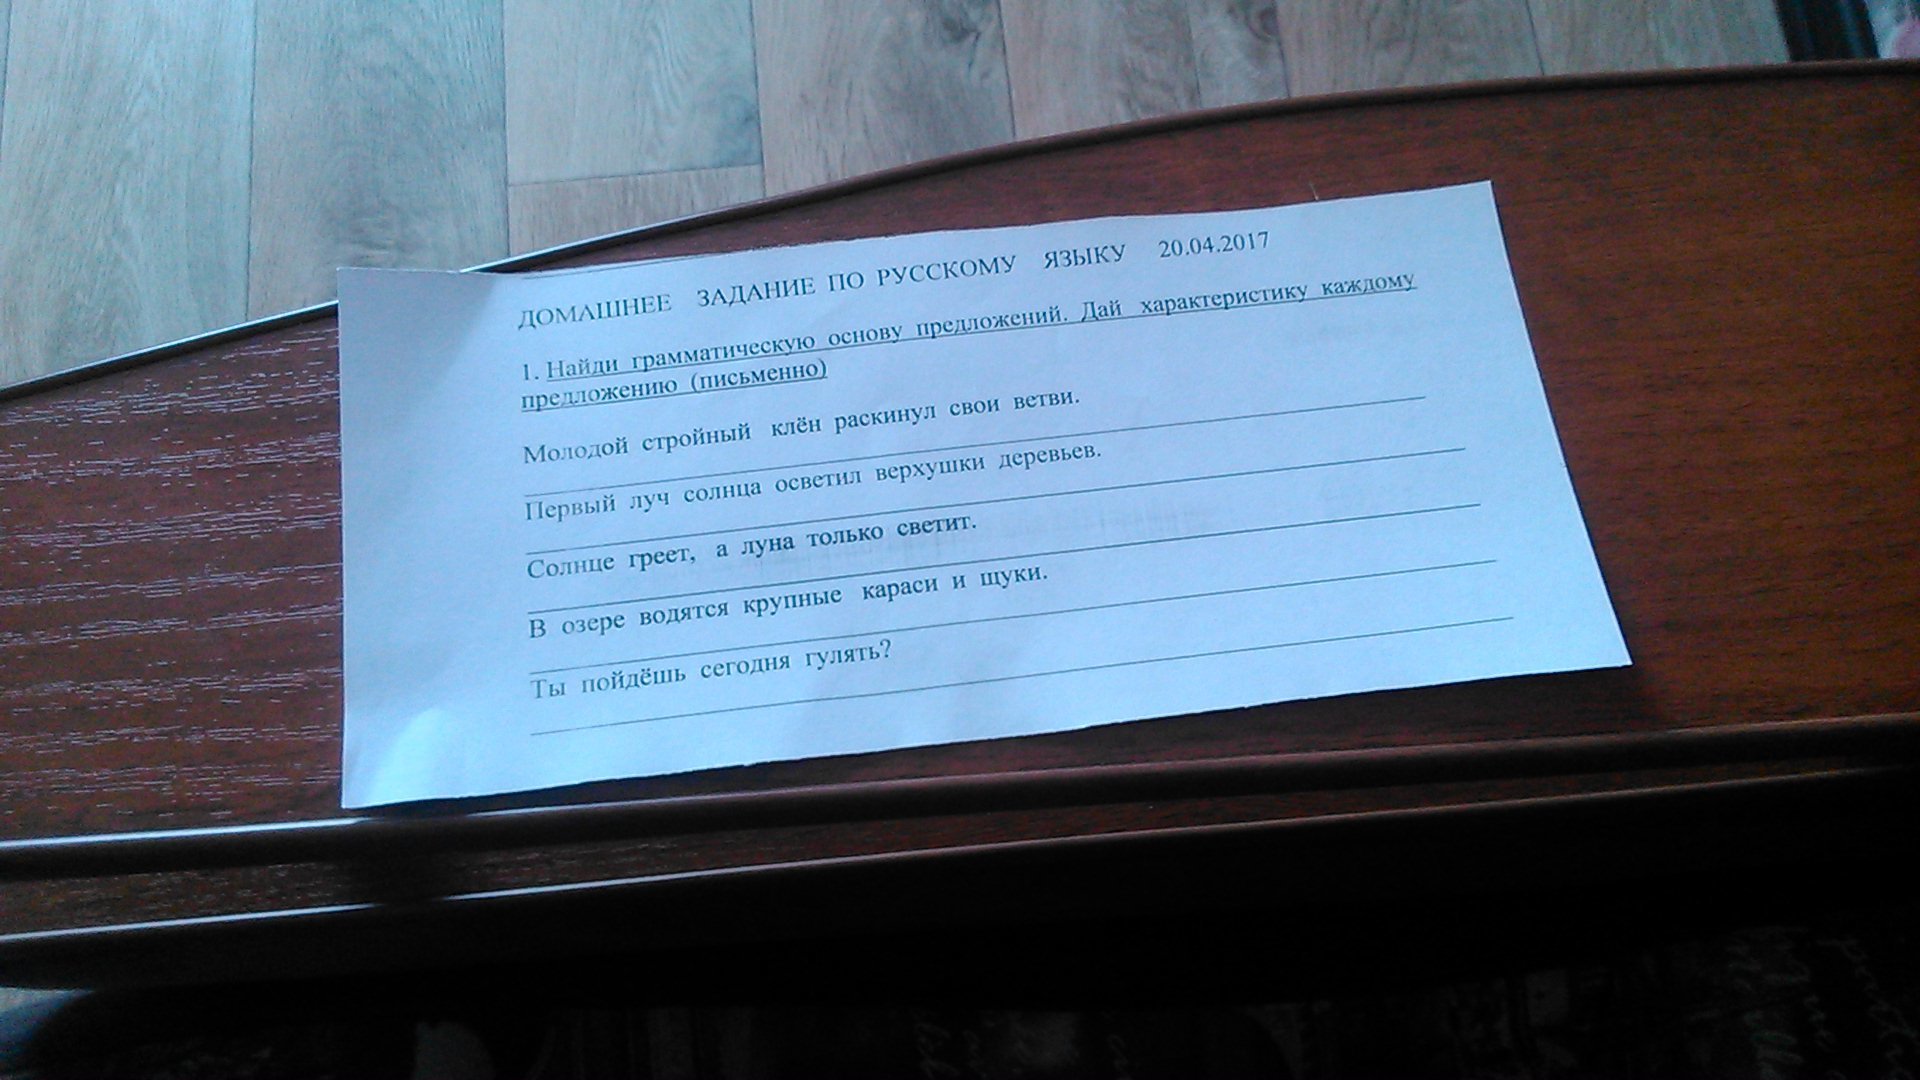 ДОМАШНЕЕ ЗАДАНИЕ ПО РУССКОМУ ЯЗЫКУ 20.04.2017
1. Найди грамматическую основу предложений. Дай характеристику каждому
предложению (письменно)
Молодой стройный клён раскинул свои ветви.
Первый луч солнца осветил верхушки деревьев.
Солнце греет, а луна только светит.
В озере водятся крупные караси и щуки.
Ты пойдёшь сегодня гулять?